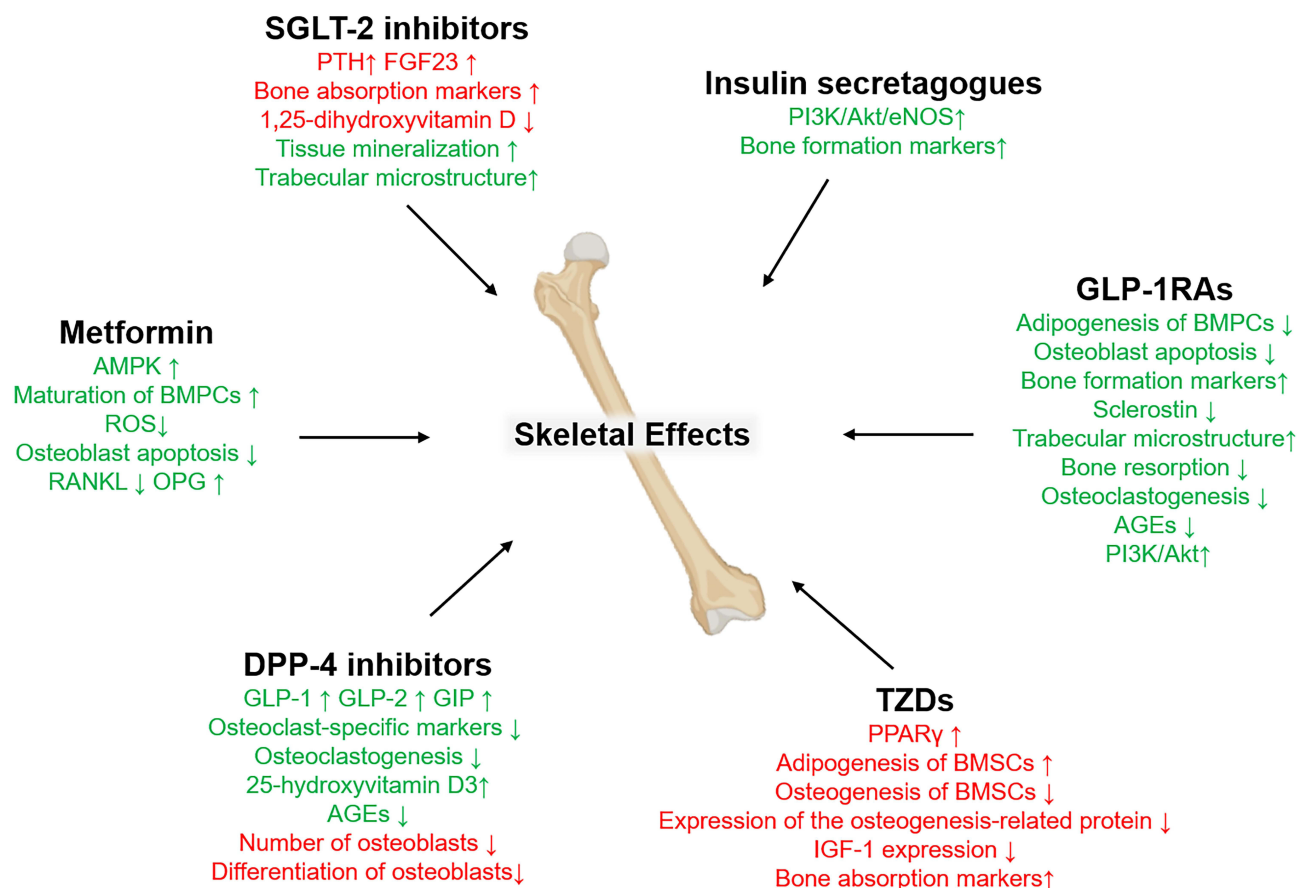 SGLT-2 inhibitors
PTH↑ FGF23 ↑
Bone absorption markers ↑
1,25-dihydroxyvitamin D ↓
Tissue mineralization ↑
Trabecular microstructure↑
Insulin secretagogues
PI3K/Akt/eNOS↑
Bone formation markers↑
Metformin
AMPK ↑
Maturation of BMPCs ↑
ROS↓
Osteoblast apoptosis ↓
RANKL ↓ OPG ↑
Skeletal Effects
GLP-1RAs
Adipogenesis of BMPCs ↓
Osteoblast apoptosis ↓
Bone formation markers↑
Sclerostin ↓
Trabecular microstructure↑
Bone resorption ↓
Osteoclastogenesis ↓
AGEs ↓
PI3K/Akt↑
DPP-4 inhibitors
GLP-1 ↑ GLP-2 ↑ GIP ↑
Osteoclast-specific markers ↓
Osteoclastogenesis ↓
25-hydroxyvitamin D3↑
AGEs ↓
Number of osteoblasts ↓
Differentiation of osteoblasts↓
TZDs
PPARγ ↑
Adipogenesis of BMSCs ↑
Osteogenesis of BMSCs ↓
Expression of the osteogenesis-related protein ↓
IGF-1 expression ↓
Bone absorption markers↑